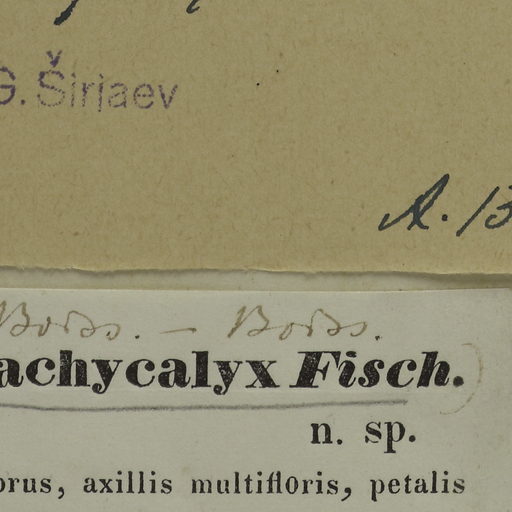 G. Širjaev
A. B
Boiss. – Boiss.
achycalyx Fisch.
n. sp.
orus, axillis multifloris, petalis